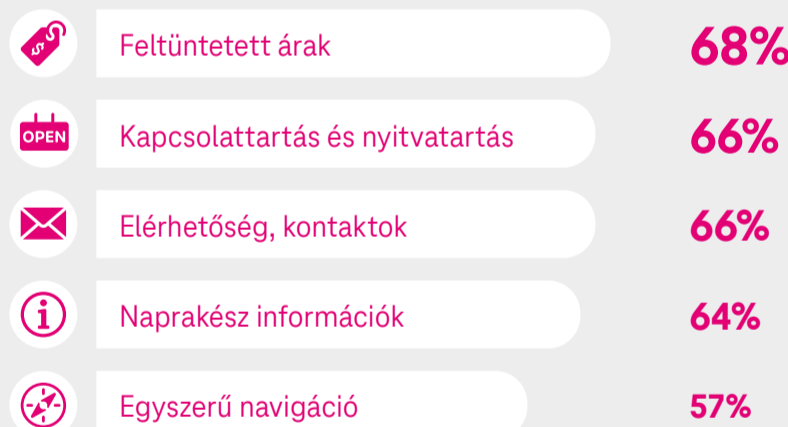 Feltüntetett árak 68%
OPEN
Kapcsolattartás és nyitvatartás 66%
Elérhetőség, kontaktok 66%
Naprakész információk 64%
Egyszerű navigáció 57%